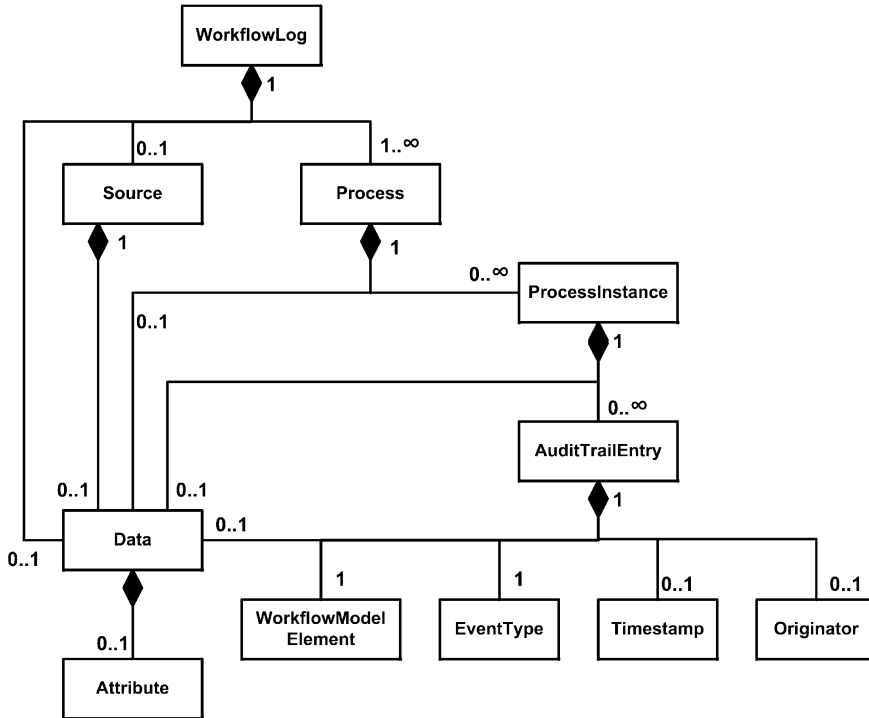 WorkflowLog
1
0..1
1..∞
Source
Process
1
1
0..∞
ProcessInstance
0..1
1
0..∞
AuditTrailEntry
0..1
0..1
1
0..1
Data
0..1
1
1
0..1
0..1
WorkflowModel
Element
EventType
Timestamp
Originator
0..1
Attribute